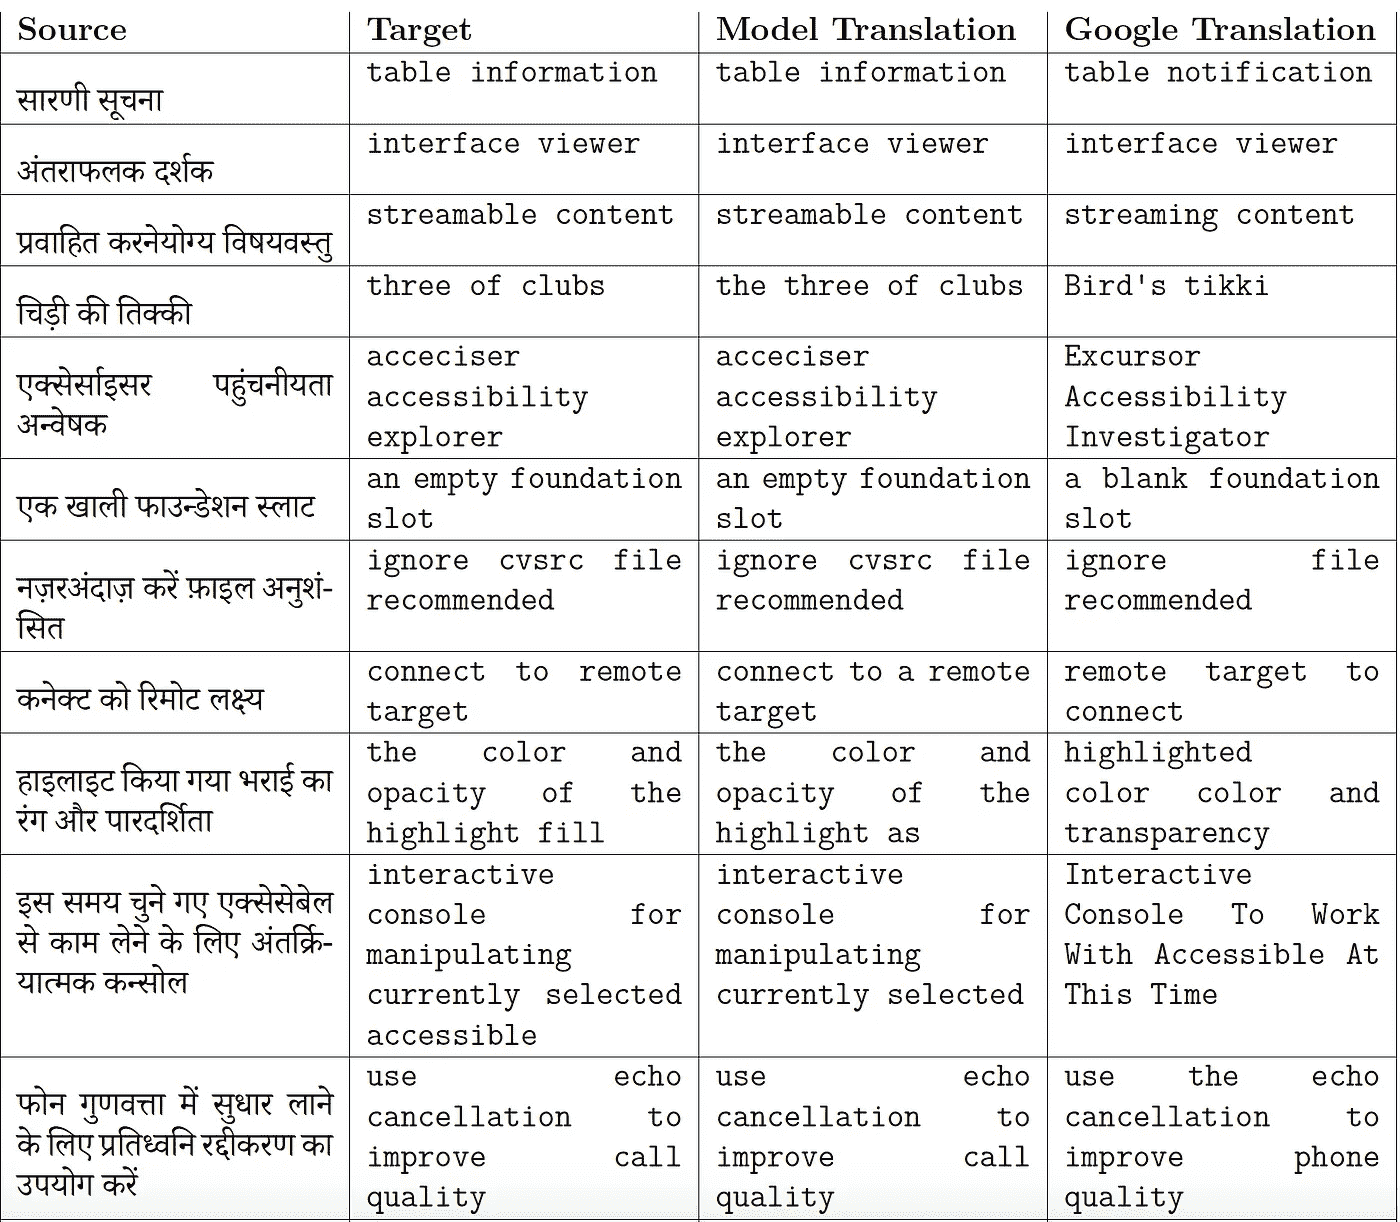 Source Target Model Translation Google Translation
सारणी सूचना table information table information table notification
अंतराफलक दर्शक interface viewer interface viewer interface viewer
प्रवाहित करनेयोग्य विषयवस्तु streamable content streamable content streaming content
चिड़ी की तिक्की three of clubs the three of clubs Bird's tikki
एक्सेर्साइसर पहुंचनीयता
अन्वेषक
acceciser
accessibility
explorer
acceciser
accessibility
explorer
Excursor
Accessibility
Investigator
एक खाली फाउन्डेशन स्लाट
an empty foundation
slot
an empty foundation
slot
a blank foundation
slot
नज़रअंदाज़ करें फ़ाइल अनुशं-
सित
ignore cvsrc file
recommended
ignore cvsrc file
recommended
ignore file
recommended
कनेक्ट को रिमोट लक्ष्य
connect to remote
target
connect to a remote
target
remote target to
connect
हाइलाइट किया गया भराई का
रंग और पारदर्शिता
the color and
opacity of the
highlight fill
the color and
opacity of the
highlight as
highlighted
color color and
transparency
इस समय चुने गए एक्सेसेबेल
से काम लेने के लिए अंतर्क्रि-
यात्मक कन्सोल
interactive
console for
manipulating
currently selected
accessible
interactive
console for
manipulating
currently selected
Interactive
Console To Work
With Accessible At
This Time
फोन गुणवत्ता में सुधार लाने
के लिए प्रतिध्वनि रद्दीकरण का
उपयोग करें
use echo
cancellation to
improve call
quality
use echo
cancellation to
improve call
quality
use the echo
cancellation to
improve phone
quality